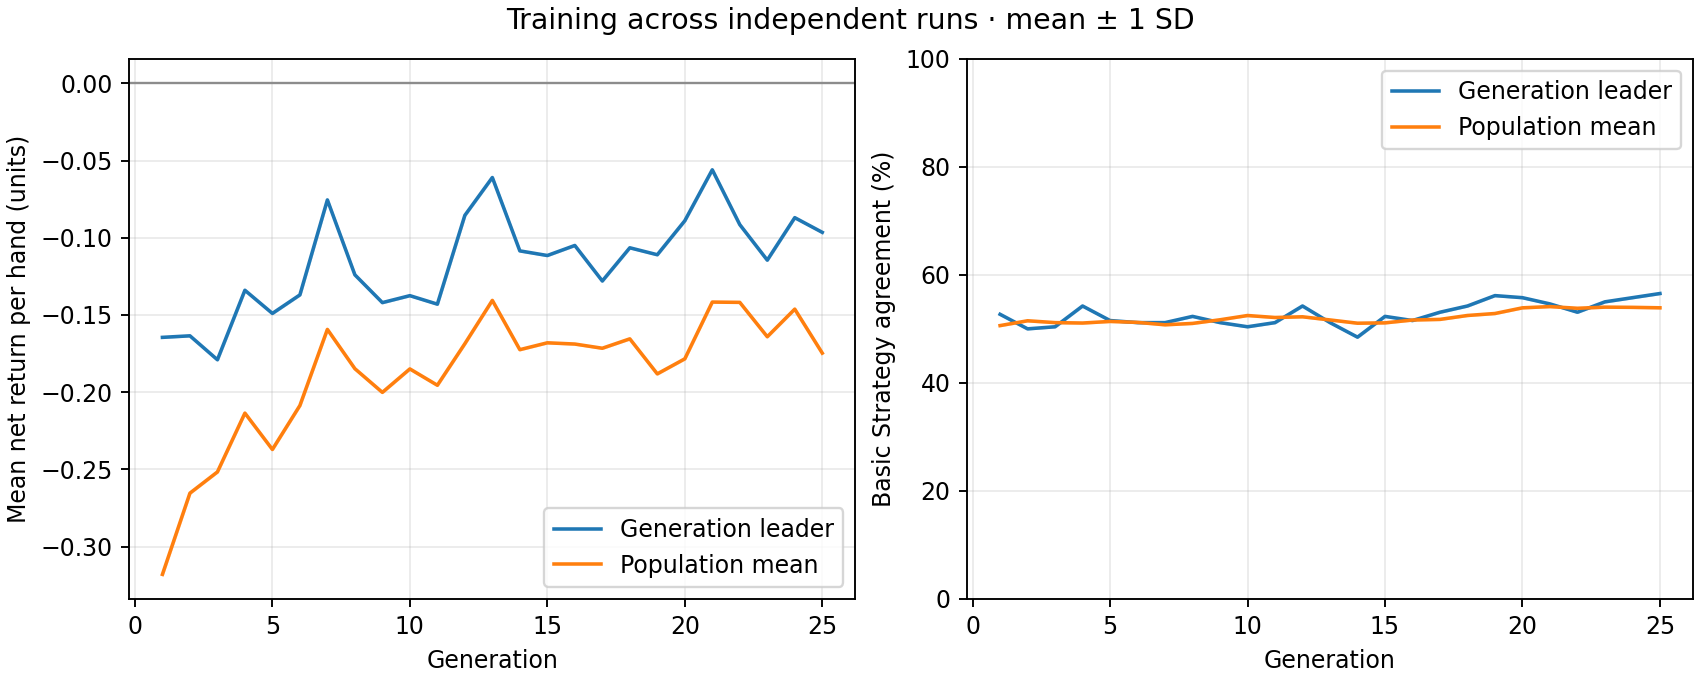 Training across independent runs · mean ± 1 SD
Mean net return per hand (units)
0.00
−0.05
−0.10
−0.15
−0.20
−0.25
−0.30
0
5
10
15
20
25
Generation
Generation leader
Population mean
Basic Strategy agreement (%)
100
80
60
40
20
0
0
5
10
15
20
25
Generation
Generation leader
Population mean